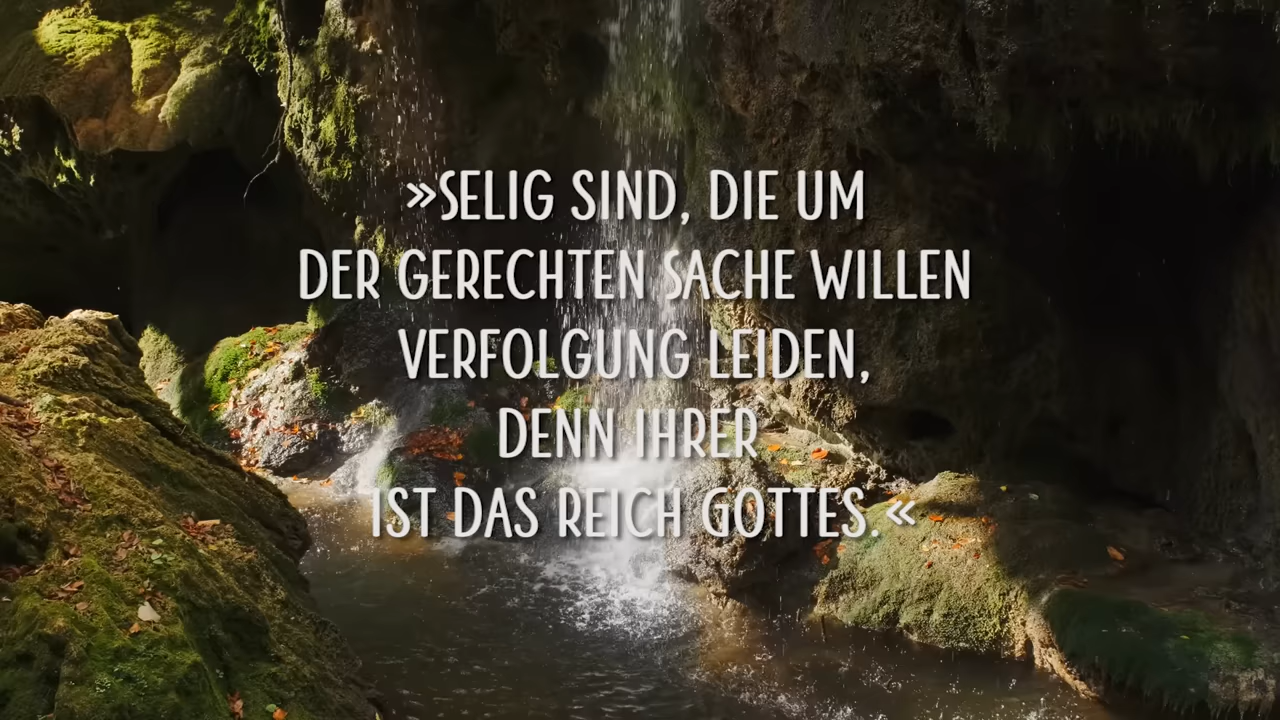 »SELIG SIND, DIE UM
DER GERECHTEN SACHE WILLEN
VERFOLGUNG LEIDEN,
DENN IHRER
IST DAS REICH GOTTES.«